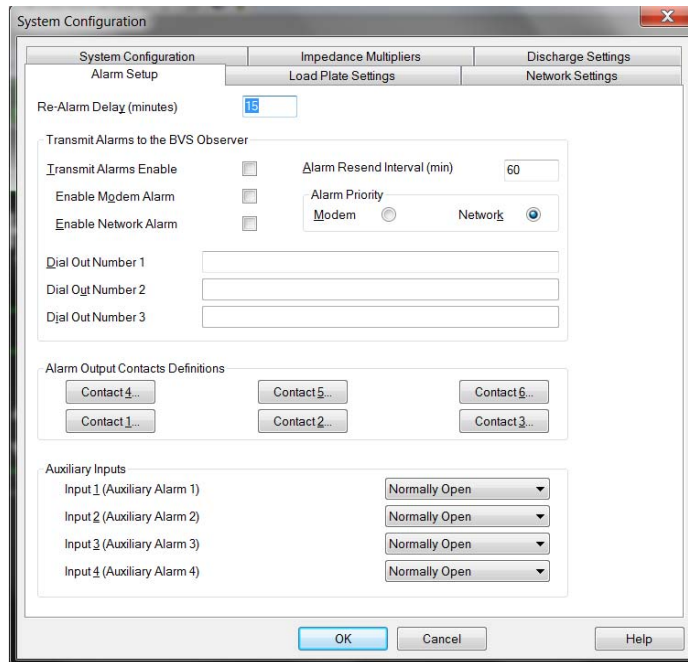 System Configuration
System Configuration Impedance Multipliers Discharge Settings
Alarm Setup Load Plate Settings Network Settings
Re-Alarm Delay (minutes) 15
Transmit Alarms to the BVS Observer
Transmit Alarms Enable Alarm Resend Interval (min) 60
Enable Modem Alarm Alarm Priority
Enable Network Alarm Modem Network
Dial Out Number 1
Dial Out Number 2
Dial Out Number 3
Alarm Output Contacts Definitions
Contact 4... Contact 5... Contact 6...
Contact 1... Contact 2... Contact 3...
Auxiliary Inputs
Input 1 (Auxiliary Alarm 1) Normally Open
Input 2 (Auxiliary Alarm 2) Normally Open
Input 3 (Auxiliary Alarm 3) Normally Open
Input 4 (Auxiliary Alarm 4) Normally Open
OK Cancel Help